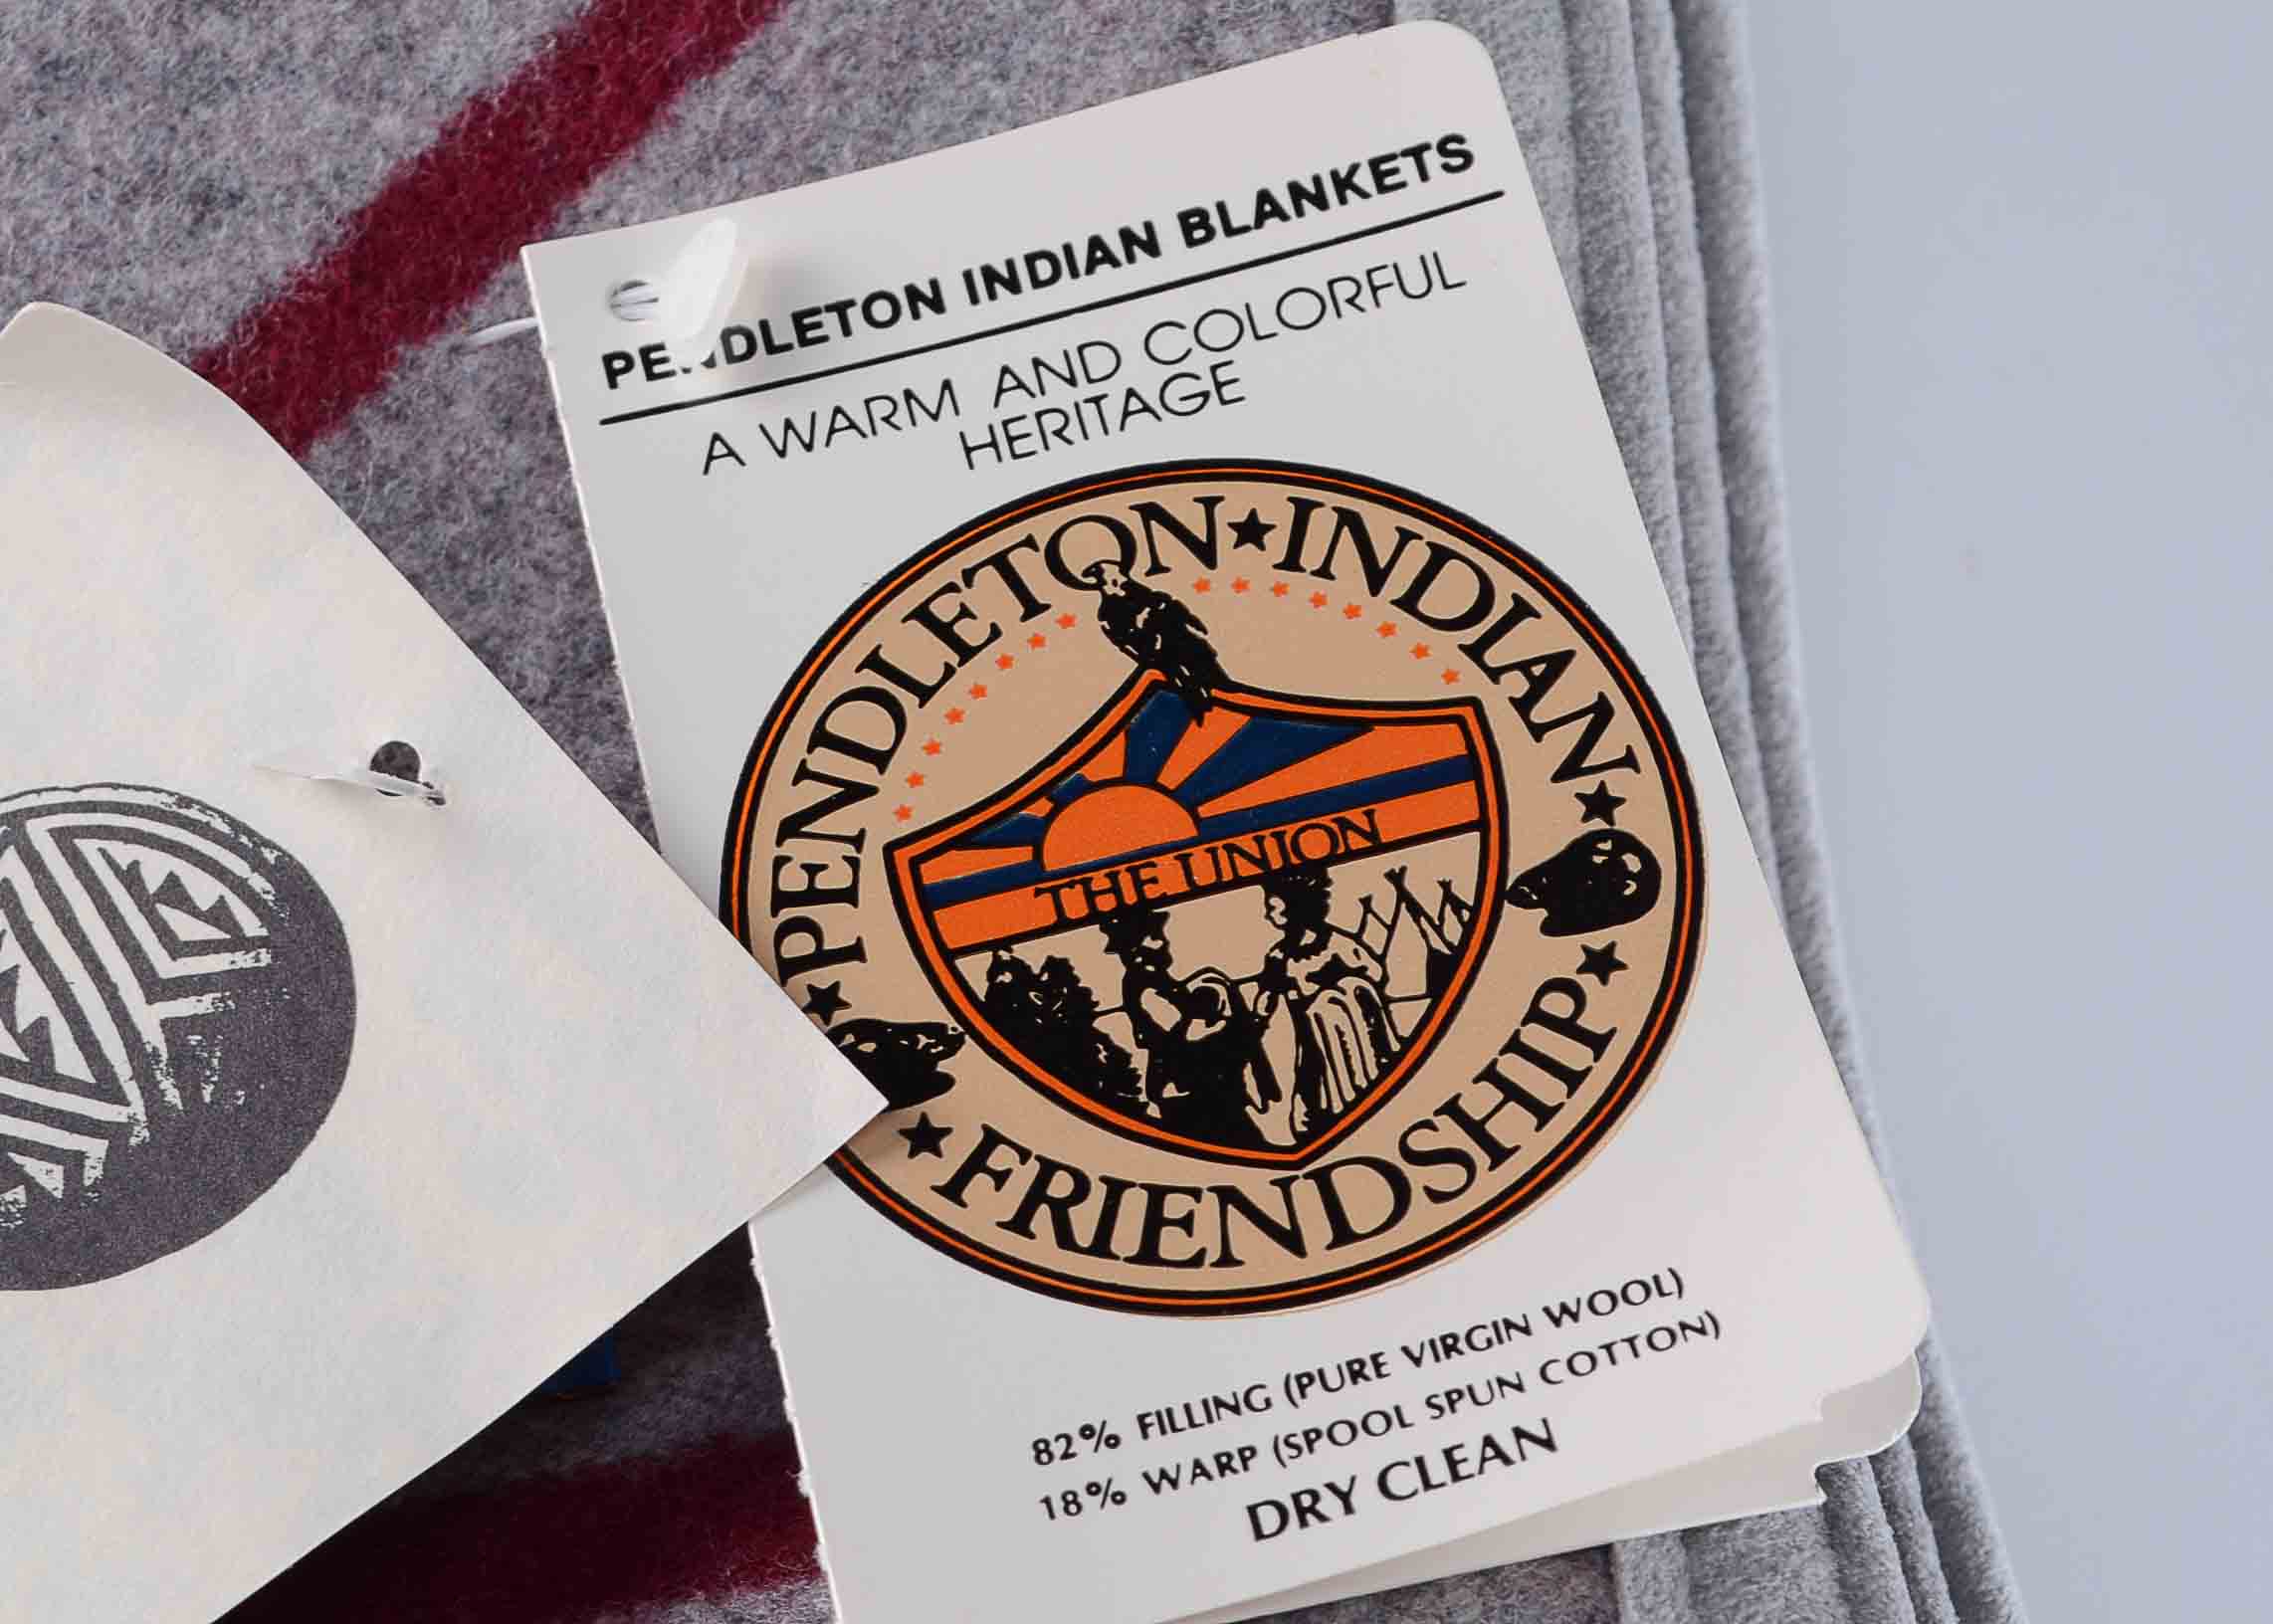 PENDLETON INDIAN BLANKETS
A WARM AND COLORFUL
HERITAGE
★PENDLETON★INDIAN★
THE UNION
★FRIENDSHIP★
82% FILLING (PURE VIRGIN WOOL)
18% WARP (SPOOL SPUN COTTON)
DRY CLEAN